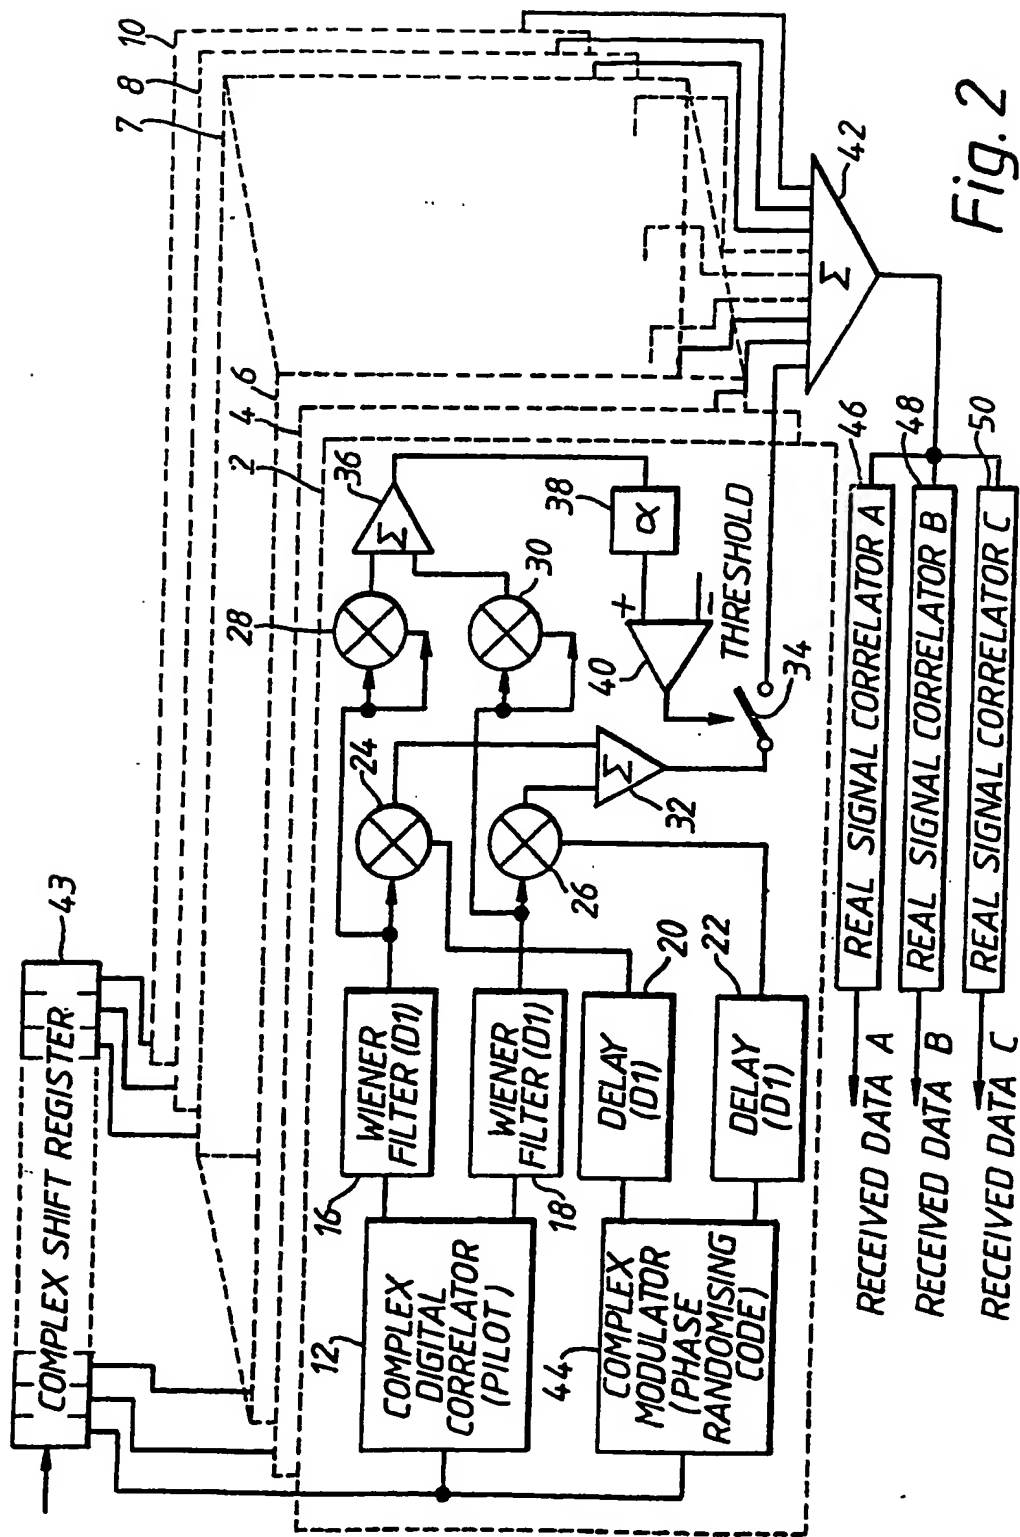 COMPLEX SHIFT REGISTER
43
10
8
7
6
4
2
12
COMPLEX
DIGITAL
CORRELATOR
(PILOT)
16
WIENER
FILTER (D1)
18
WIENER
FILTER (D1)
44
COMPLEX
MODULATOR
(PHASE
RANDOMISING
CODE)
20
DELAY
(D1)
22
DELAY
(D1)
24
26
28
30
Σ
32
Σ
36
α
38
+
−
40
THRESHOLD
34
Σ
42
REAL SIGNAL CORRELATOR A
46
REAL SIGNAL CORRELATOR B
48
REAL SIGNAL CORRELATOR C
50
RECEIVED DATA A
RECEIVED DATA B
RECEIVED DATA C
Fig. 2